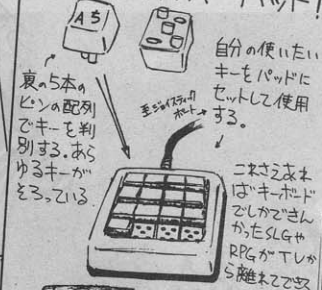 パッド!
A 5
自分の使いたい
キーをパッドに
セットして使用
する。
裏の5本の
ピンの配列
でキーを判
別する。あら
ゆるキーが
そろっている
至ジョイスティック
ポート
これさえあれ
ば・キーボード
でしかできん
かったSLGや
RPGがTVか
ら離れてできる